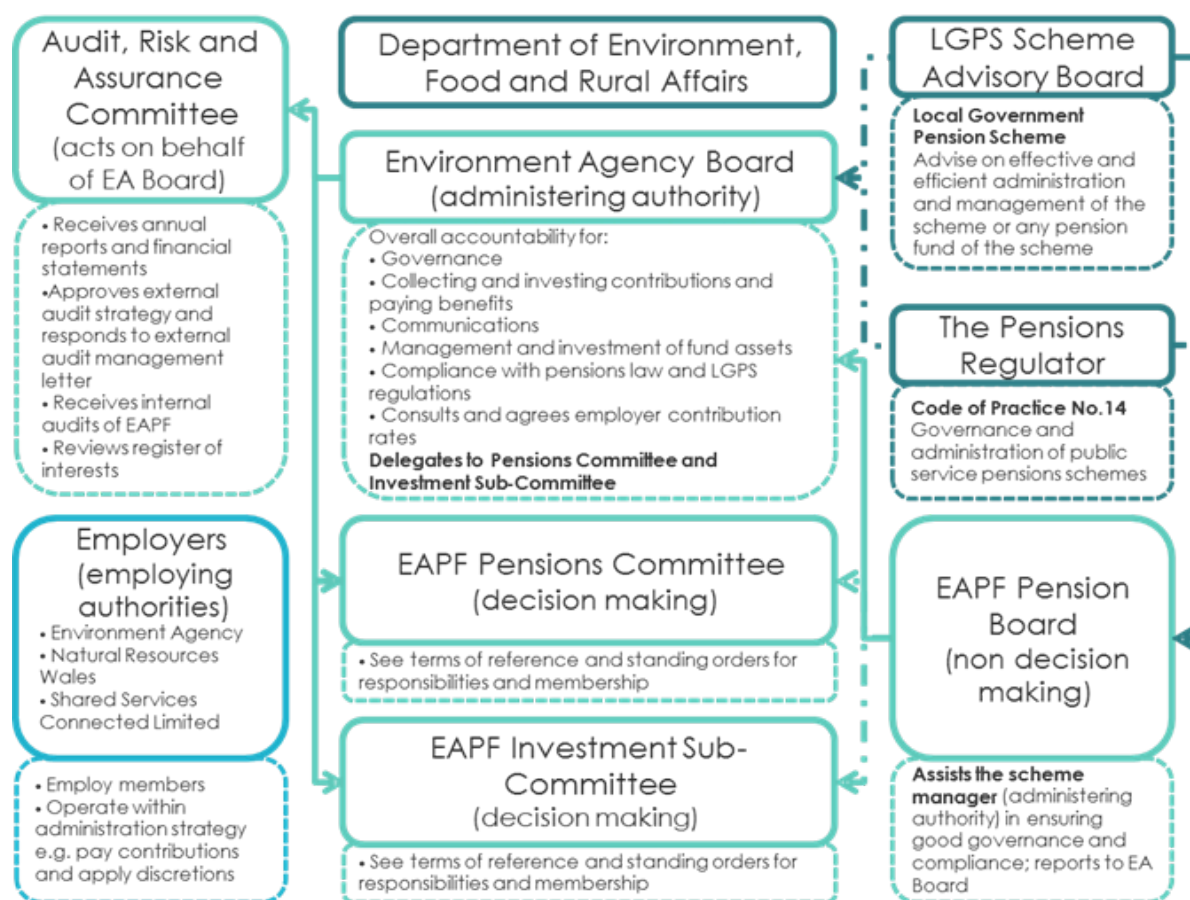 Audit, Risk and
Assurance
Committee
(acts on behalf
of EA Board)
• Receives annual
reports and financial
statements
•Approves external
audit strategy and
responds to external
audit management
letter
• Receives internal
audits of EAPF
• Reviews register of
interests
Employers
(employing
authorities)
• Environment Agency
• Natural Resources
Wales
• Shared Services
Connected Limited
• Employ members
• Operate within
administration strategy
e.g. pay contributions
and apply discretions
Department of Environment,
Food and Rural Affairs
Environment Agency Board
(administering authority)
Overall accountability for:
• Governance
• Collecting and investing contributions and
paying benefits
• Communications
• Management and investment of fund assets
• Compliance with pensions law and LGPS
regulations
• Consults and agrees employer contribution
rates
Delegates to Pensions Committee and
Investment Sub-Committee
EAPF Pensions Committee
(decision making)
• See terms of reference and standing orders for
responsibilities and membership
EAPF Investment Sub-
Committee
(decision making)
• See terms of reference and standing orders for
responsibilities and membership
LGPS Scheme
Advisory Board
Local Government
Pension Scheme
Advise on effective and
efficient administration
and management of the
scheme or any pension
fund of the scheme
The Pensions
Regulator
Code of Practice No.14
Governance and
administration of public
service pensions schemes
EAPF Pension
Board
(non decision
making)
Assists the scheme
manager (administering
authority) in ensuring
good governance and
compliance; reports to EA
Board